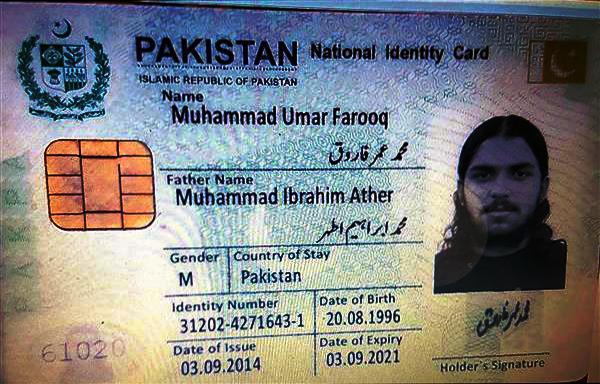 PAKISTAN National Identity Card
ISLAMIC REPUBLIC OF PAKISTAN
Name
Muhammad Umar Farooq
محمد عمر فاروق
Father Name
Muhammad Ibrahim Ather
محمد ابراہیم اطہر
Gender Country of Stay
M Pakistan
Identity Number Date of Birth
31202-4271643-1 20.08.1996
Date of Issue Date of Expiry
03.09.2014 03.09.2021
61020
Holder's Signature